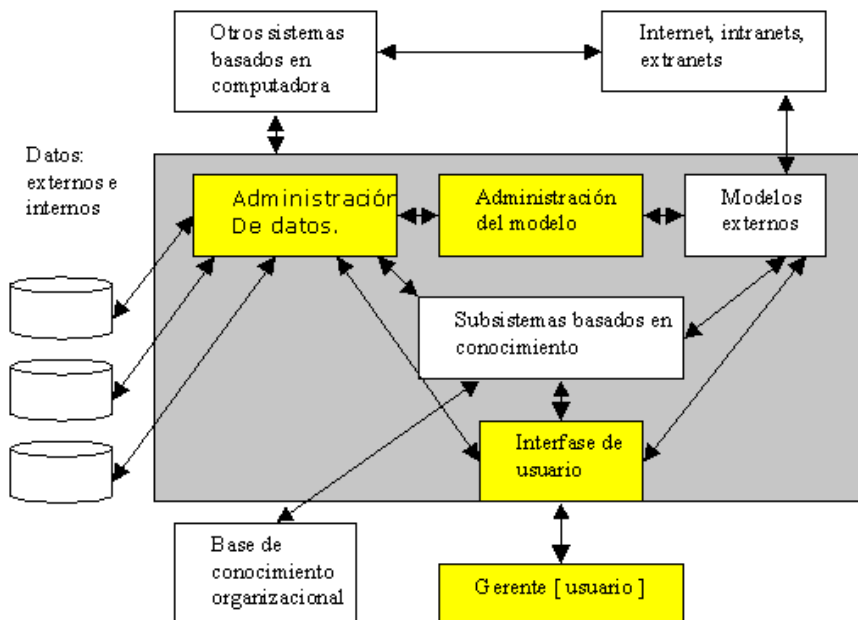 Otros sistemas
basados en
computadora
Internet, intranets,
extranets
Datos:
externos e
internos
Administración
De datos.
Administración
del modelo
Modelos
externos
Subsistemas basados en
conocimiento
Interfase de
usuario
Base de
conocimiento
organizacional
Gerente [ usuario ]